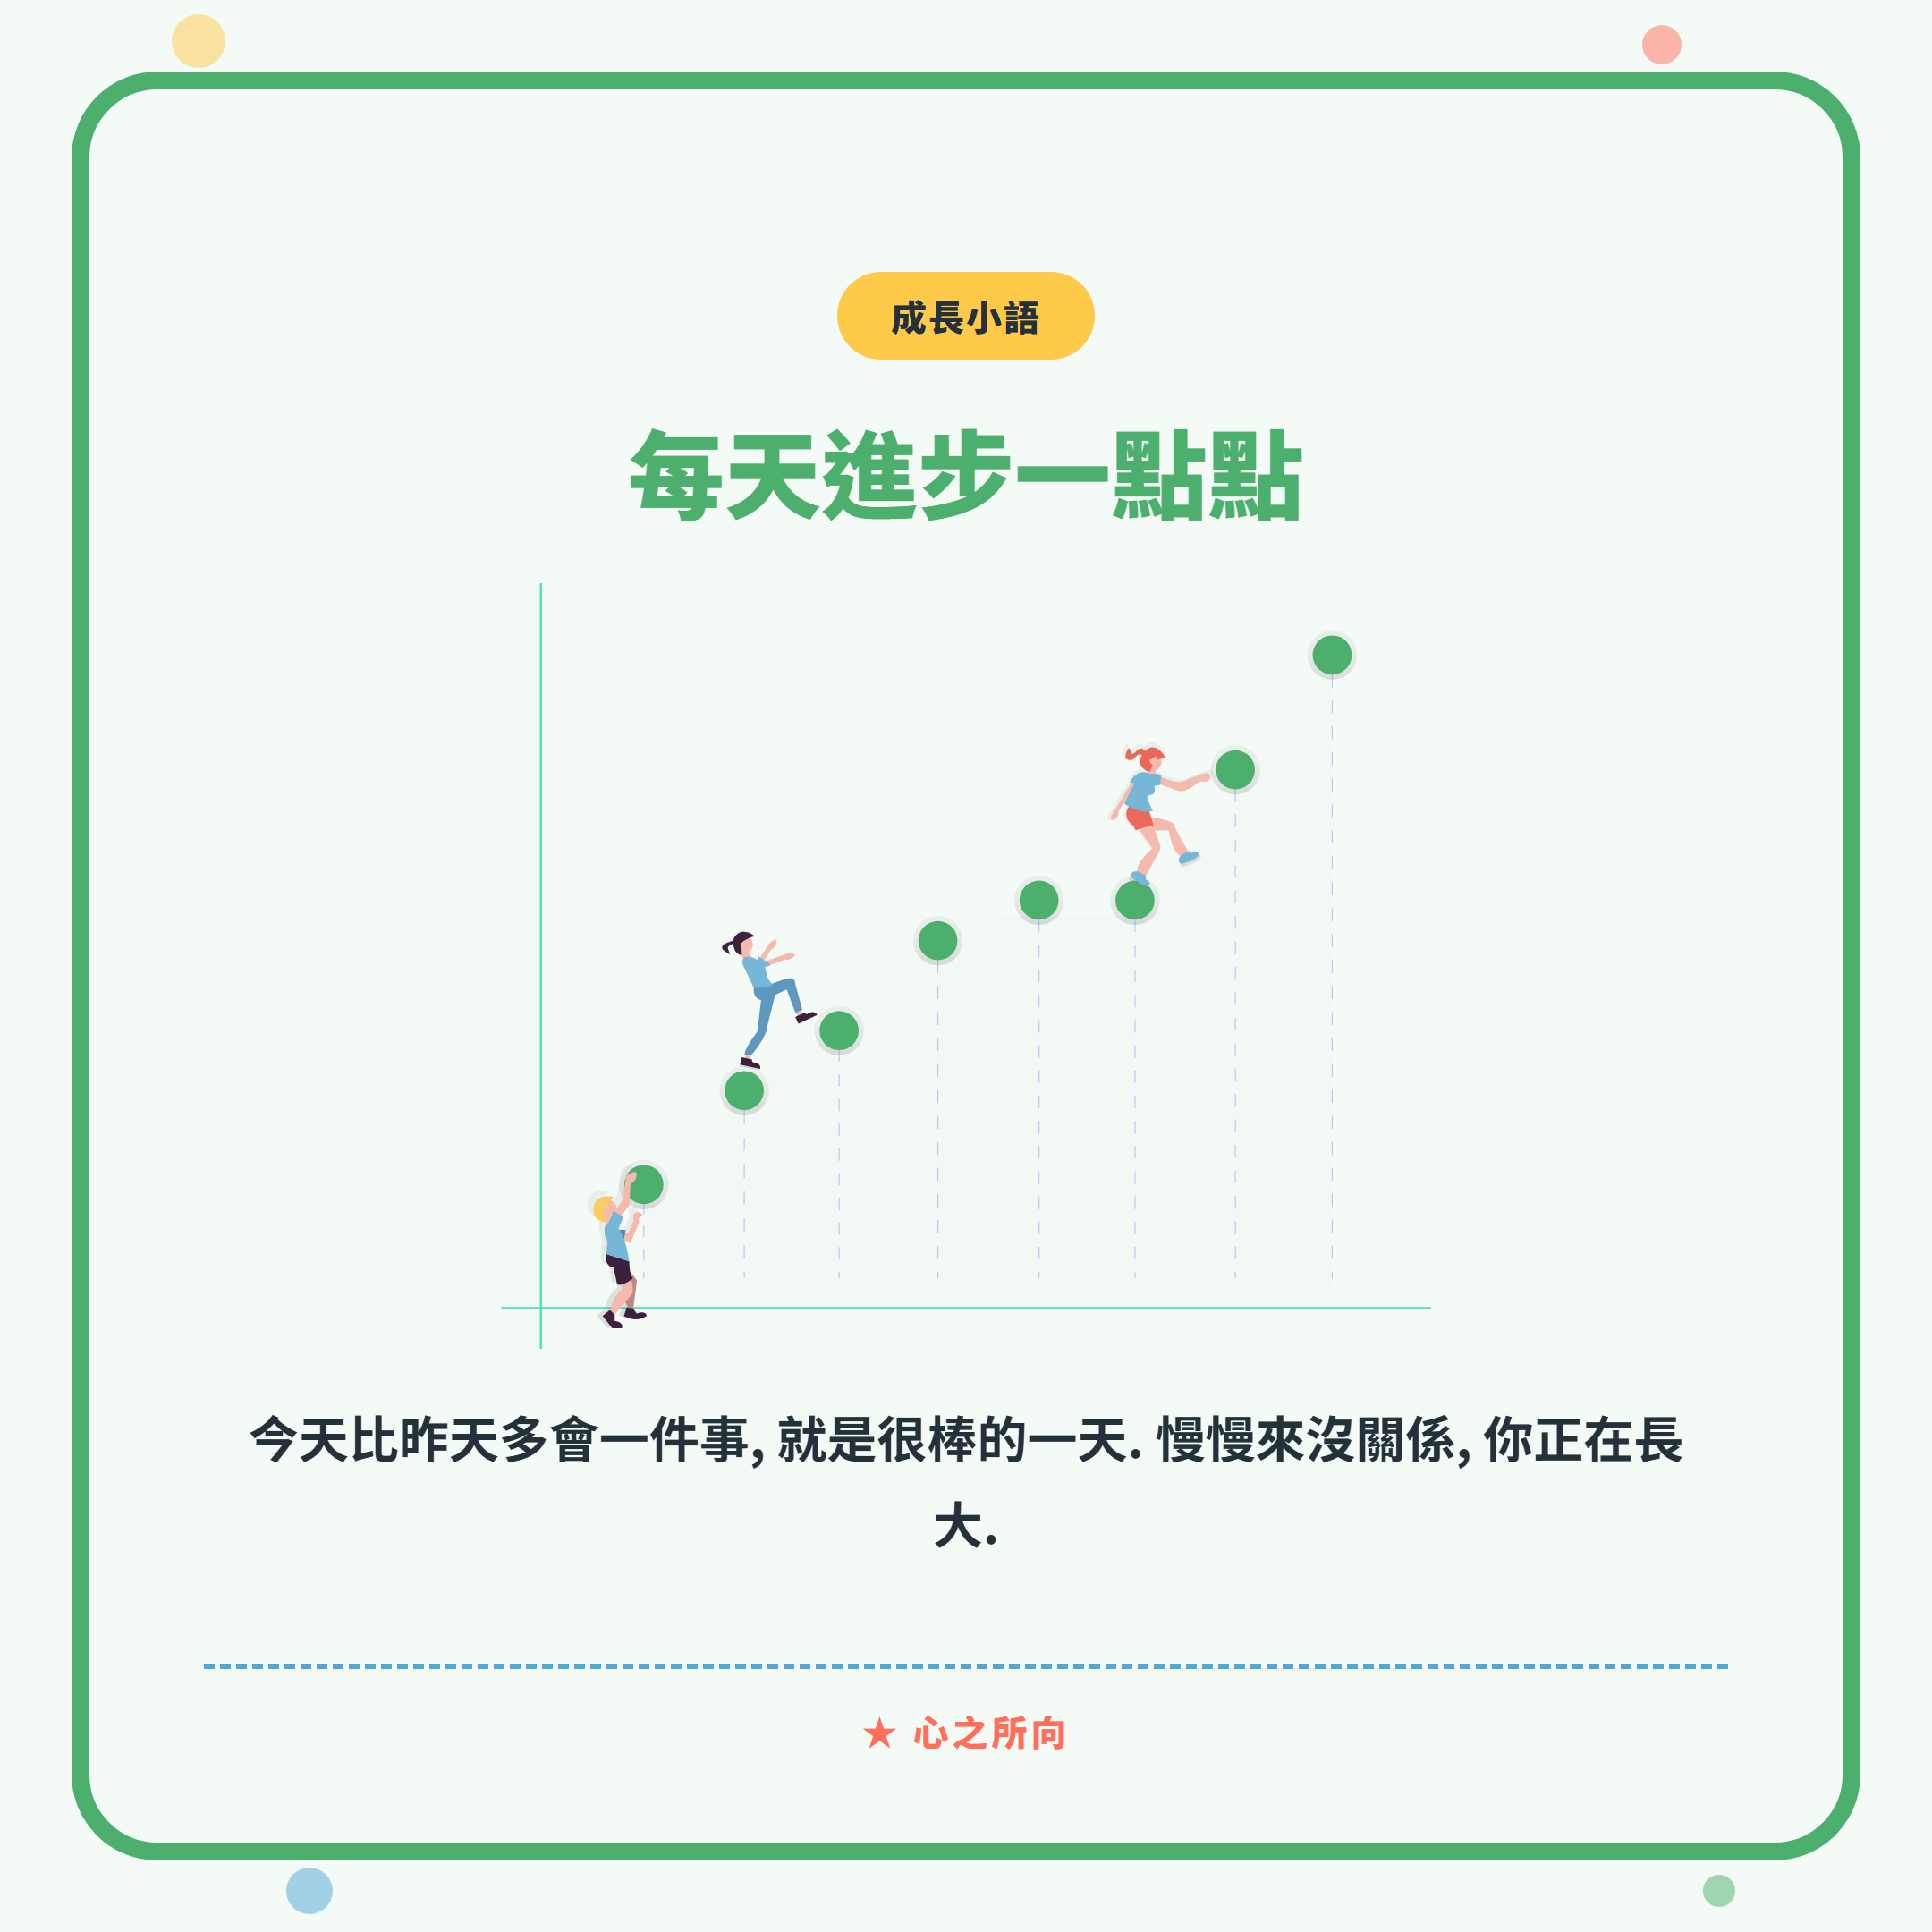 成長小語
每天進步一點點
今天比昨天多會一件事, 就是很棒的一天. 慢慢來沒關係, 你正在長
大.
★ 心之所向